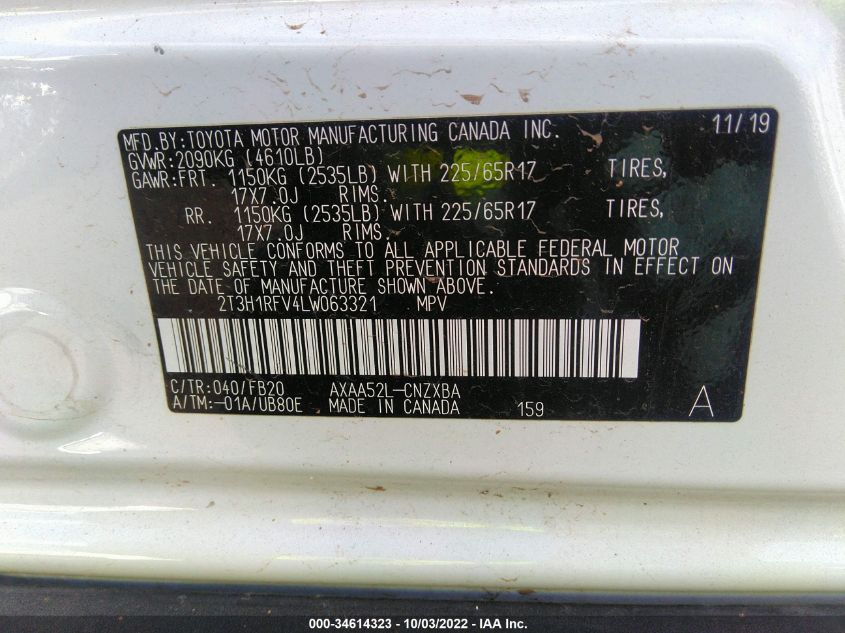 MFD.BY:TOYOTA MOTOR MANUFACTURING CANADA INC. 11/19
GVWR:2090KG (4610LB)
GAWR:FRT. 1150KG (2535LB) WITH 225/65R17 TIRES,
17X7.0J RIMS.
RR. 1150KG (2535LB) WITH 225/65R17 TIRES,
17X7.0J RIMS.
THIS VEHICLE CONFORMS TO ALL APPLICABLE FEDERAL MOTOR
VEHICLE SAFETY AND THEFT PREVENTION STANDARDS IN EFFECT ON
THE DATE OF MANUFACTURE SHOWN ABOVE.
2T3H1RFV4LW063321 MPV
C/TR:040/FB20 AXAA52L-CNZXBA
A/TM:-01A/UB80E MADE IN CANADA 159 A
000-34614323 - 10/03/2022 - IAA Inc.